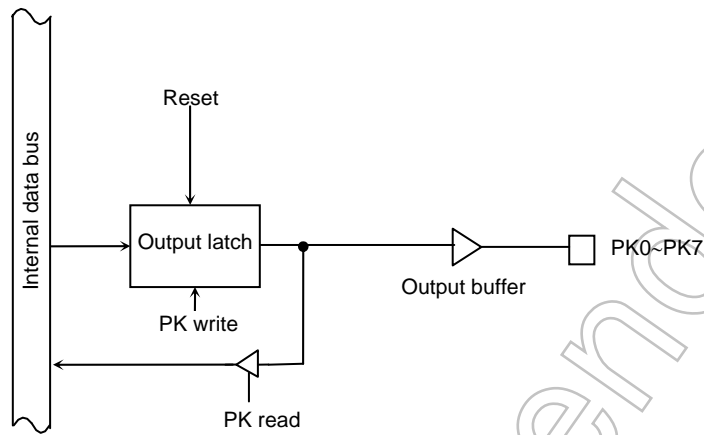 Reset
Internal data bus
Output latch
PK0~PK7
Output buffer
PK write
PK read